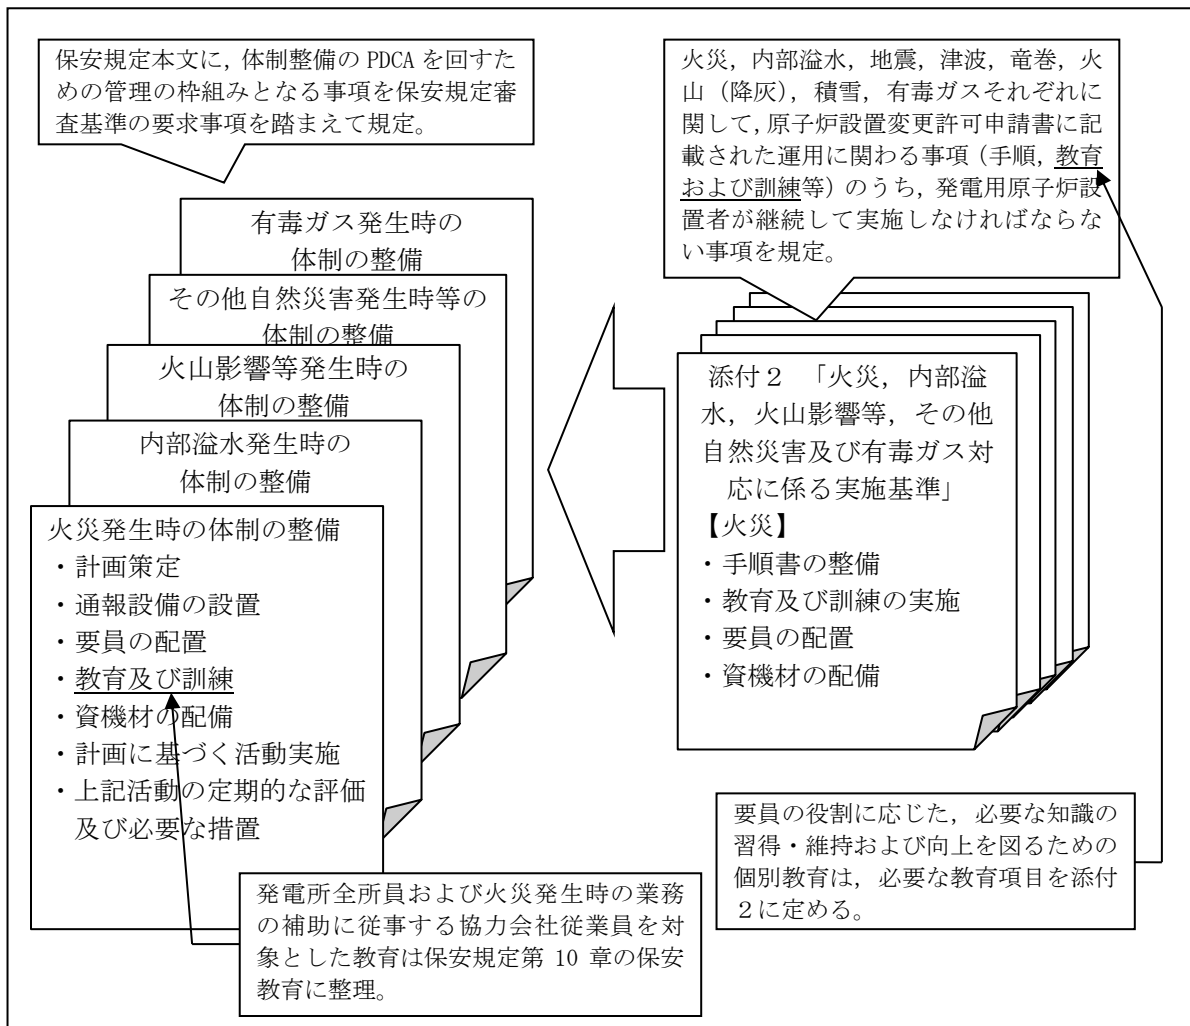 保安規定本文に，体制整備の PDCA を回すた
めの管理の枠組みとなる事項を保安規定審
査基準の要求事項を踏まえて規定。
有毒ガス発生時の
体制の整備
その他自然災害発生時等の
体制の整備
火山影響等発生時の
体制の整備
内部溢水発生時の
体制の整備
火災発生時の体制の整備
・計画策定
・通報設備の設置
・要員の配置
・教育及び訓練
・資機材の配備
・計画に基づく活動実施
・上記活動の定期的な評価
及び必要な措置
発電所全所員および火災発生時の業務
の補助に従事する協力会社従業員を対
象とした教育は保安規定第 10 章の保安
教育に整理。
火災，内部溢水，地震，津波，竜巻，火
山（降灰），積雪，有毒ガスそれぞれに
関して，原子炉設置変更許可申請書に記
載された運用に関わる事項（手順，教育
および訓練等）のうち，発電用原子炉設
置者が継続して実施しなければならな
い事項を規定。
添付２　「火災，内部溢
水，火山影響等，その他
自然災害及び有毒ガス対
応に係る実施基準」
【火災】
・手順書の整備
・教育及び訓練の実施
・要員の配置
・資機材の配備
要員の役割に応じた，必要な知識の
習得・維持および向上を図るための
個別教育は，必要な教育項目を添付
２に定める。